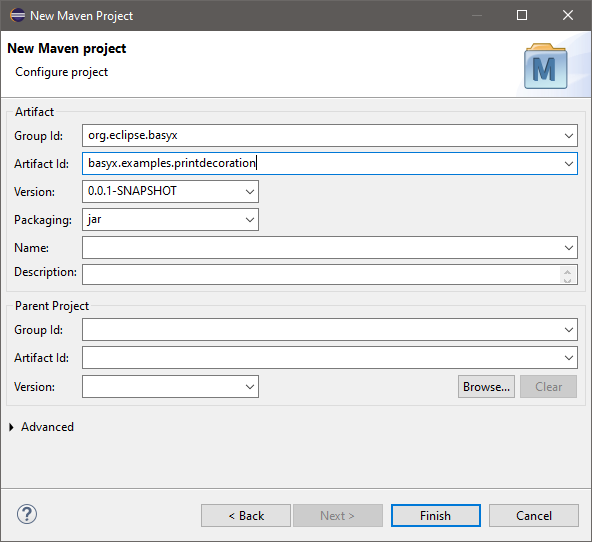 New Maven Project
New Maven project
Configure project
M
Artifact
Group Id: org.eclipse.basyx
Artifact Id: basyx.examples.printdecoration
Version: 0.0.1-SNAPSHOT
Packaging: jar
Name:
Description:
Parent Project
Group Id:
Artifact Id:
Version: Browse... Clear
Advanced
? < Back Next > Finish Cancel